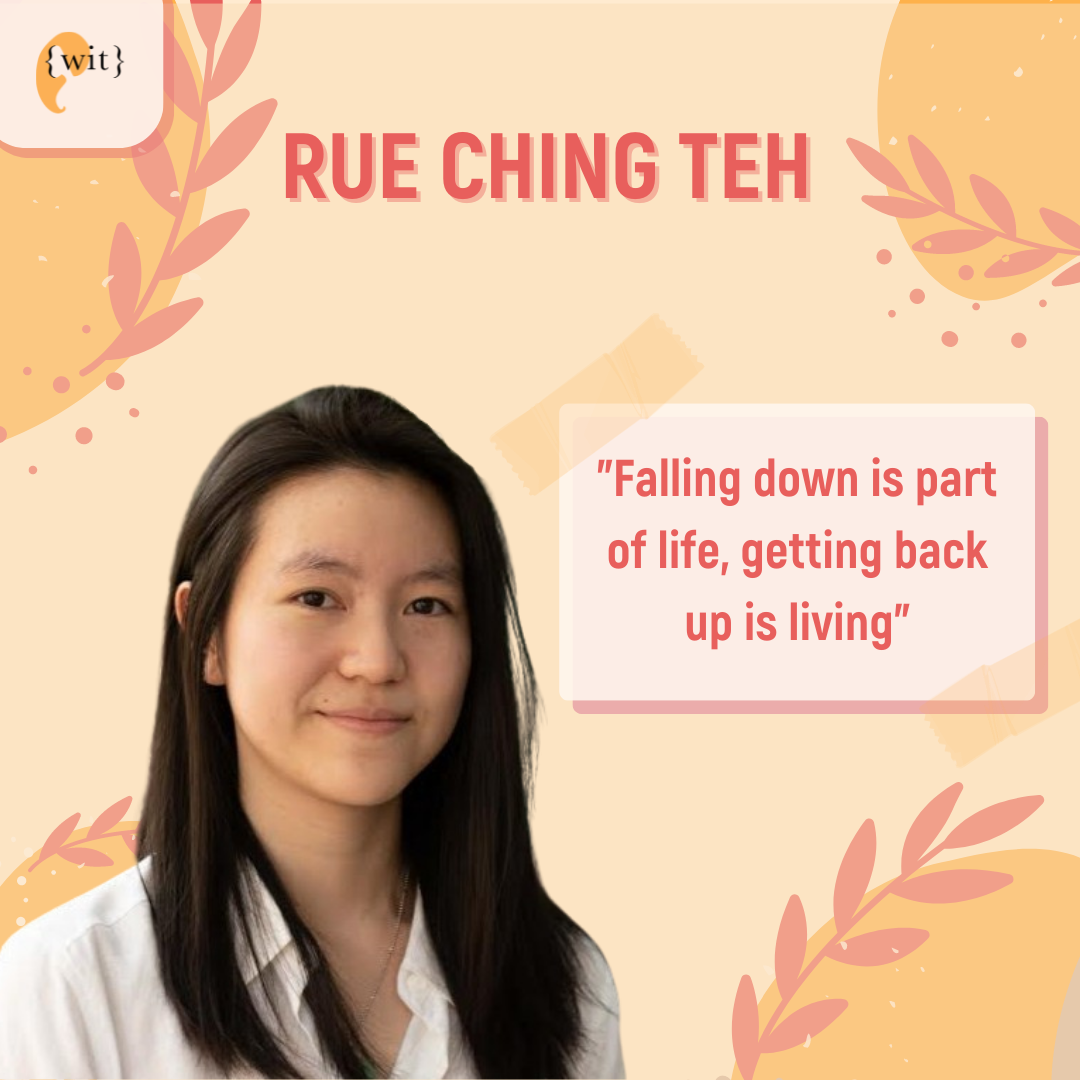 {wit}
RUE CHING TEH
"Falling down is part
of life, getting back
up is living"